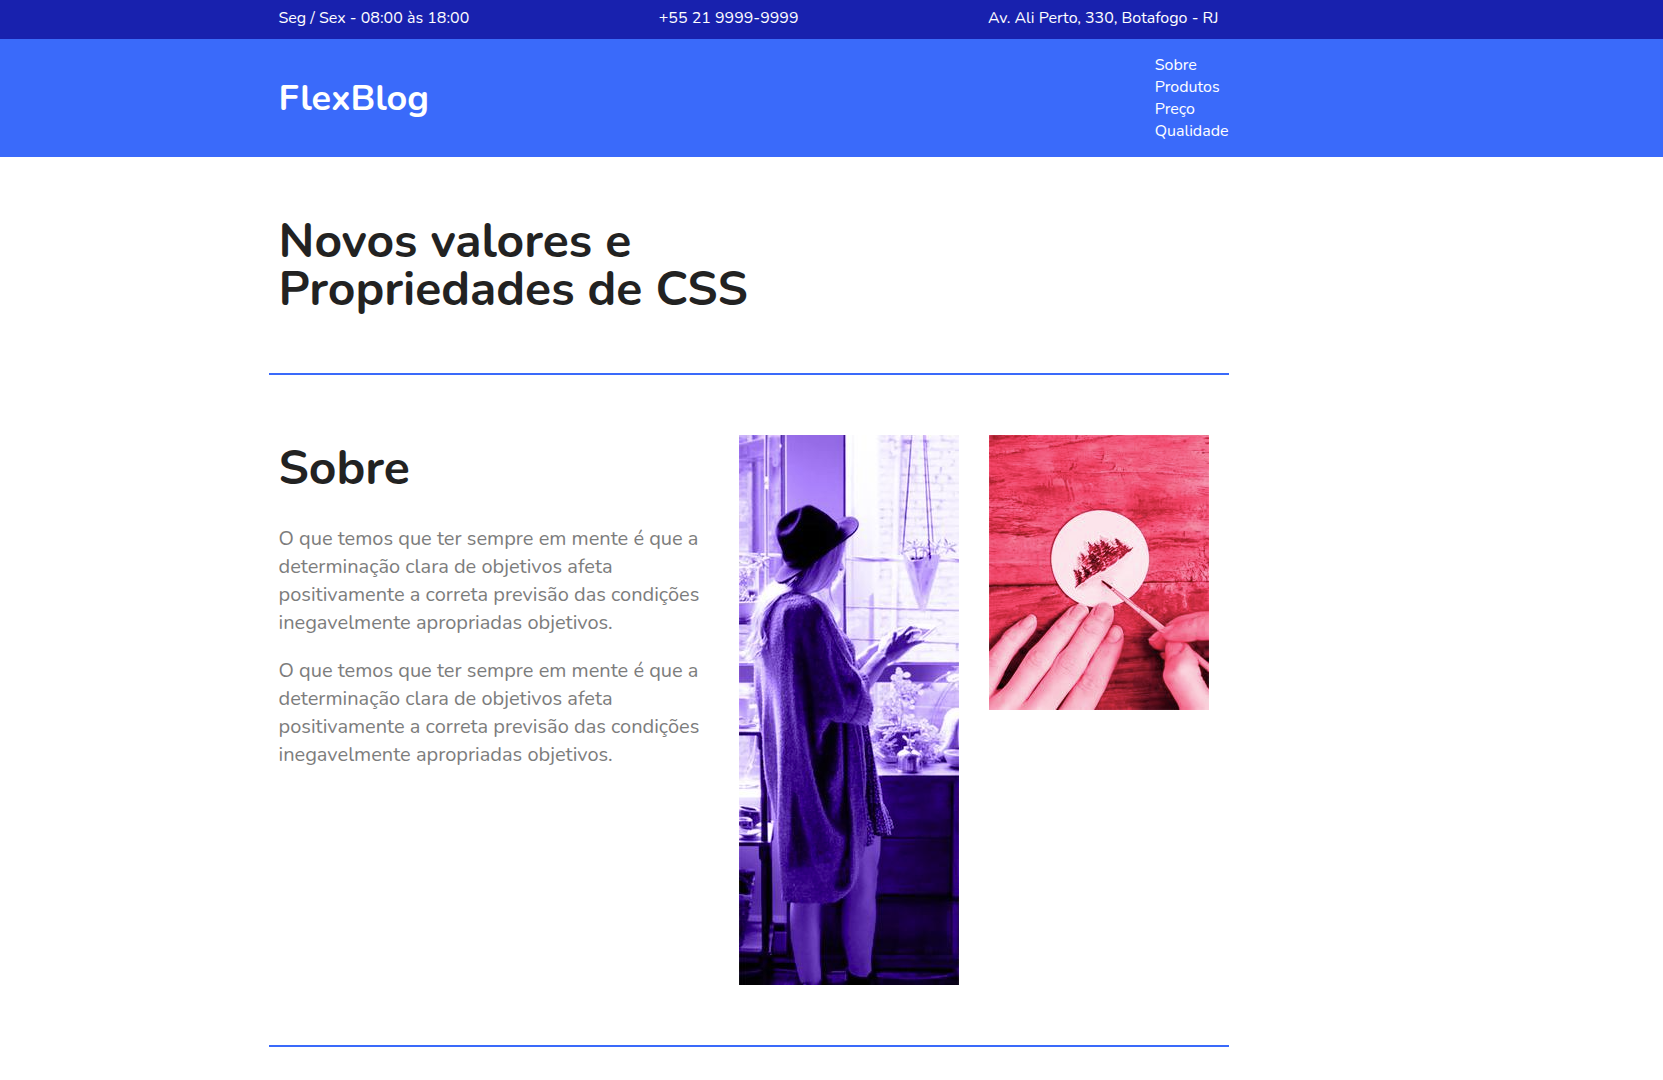 Seg / Sex - 08:00 às 18:00
+55 21 9999-9999
Av. Ali Perto, 330, Botafogo - RJ
FlexBlog
Sobre
Produtos
Preço
Qualidade
Novos valores e
Propriedades de CSS
Sobre
O que temos que ter sempre em mente é que a
determinação clara de objetivos afeta
positivamente a correta previsão das condições
inegavelmente apropriadas objetivos.
O que temos que ter sempre em mente é que a
determinação clara de objetivos afeta
positivamente a correta previsão das condições
inegavelmente apropriadas objetivos.